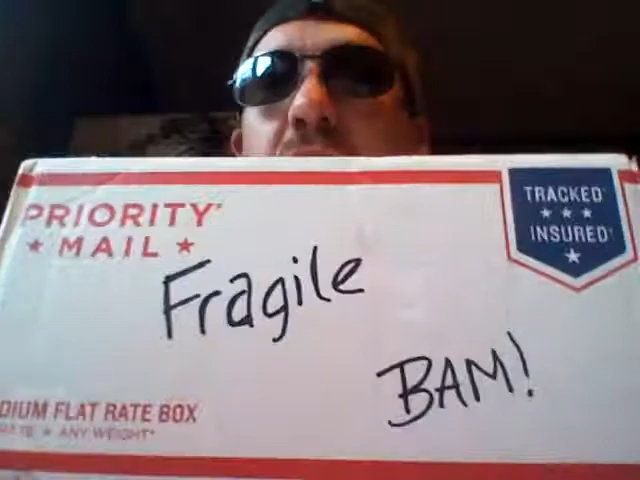 PRIORITY®
★ MAIL ★
TRACKED®
★ ★ ★
INSURED®
★
Fragile
BAM!
DIUM FLAT RATE BOX
★ ANY WEIGHT*